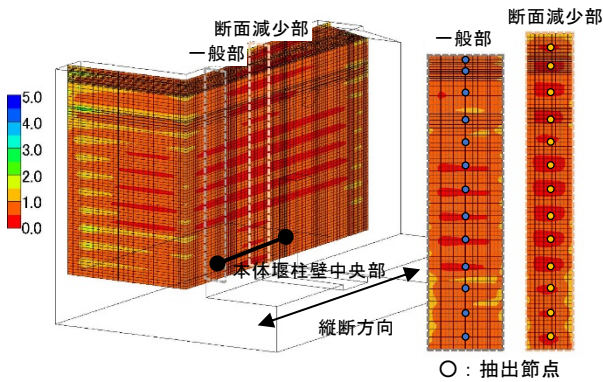 断面減少部
一般部
5.0
4.0
3.0
2.0
1.0
0.0
本体堰柱壁中央部
縦断方向
一般部
断面減少部
：抽出節点